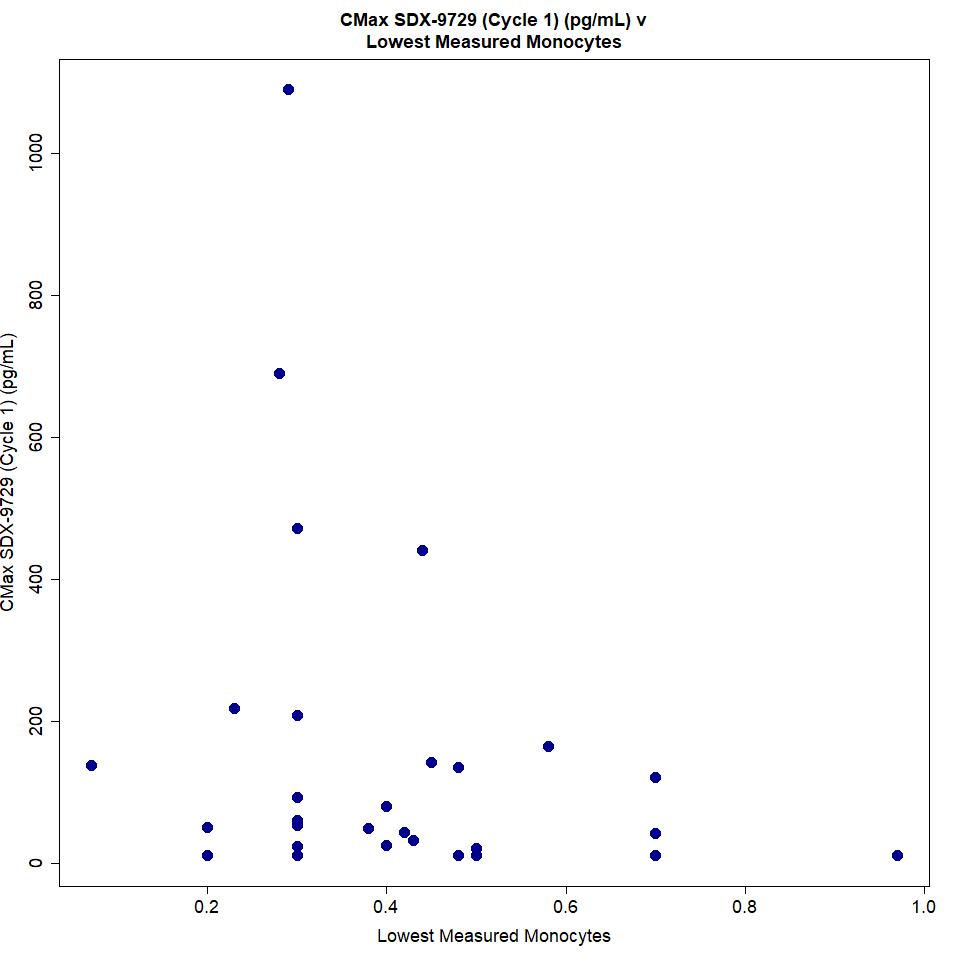 CMax SDX-9729 (Cycle 1) (pg/mL) v
Lowest Measured Monocytes
CMax SDX-9729 (Cycle 1) (pg/mL)
1000
800
600
400
200
0
0.2 0.4 0.6 0.8 1.0
Lowest Measured Monocytes